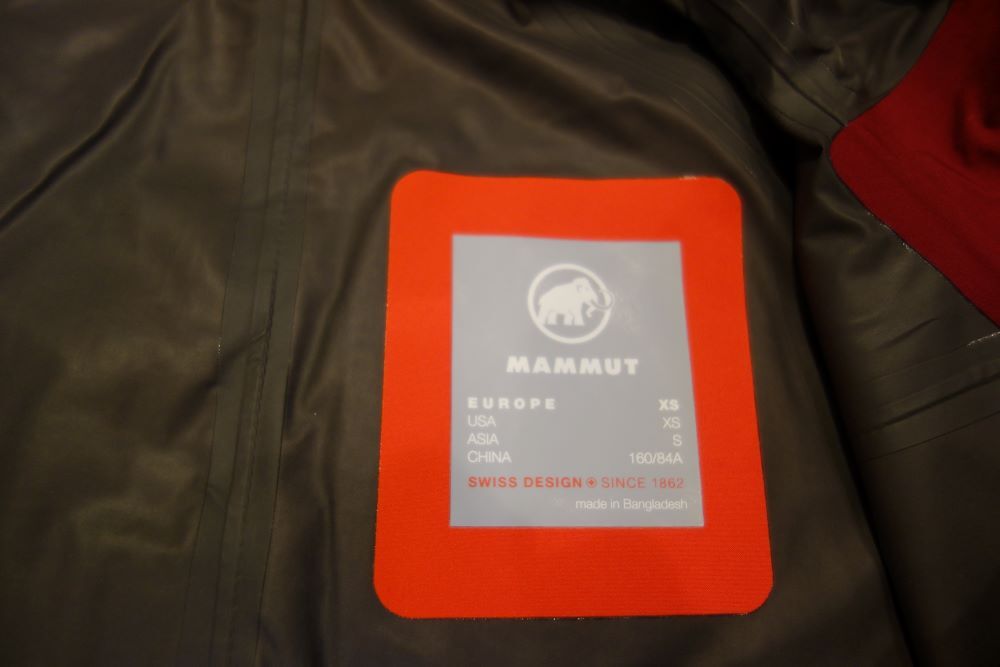 MAMMUT
EUROPE XS
USA XS
ASIA S
CHINA 160/84A
SWISS DESIGN SINCE 1862
made in Bangladesh